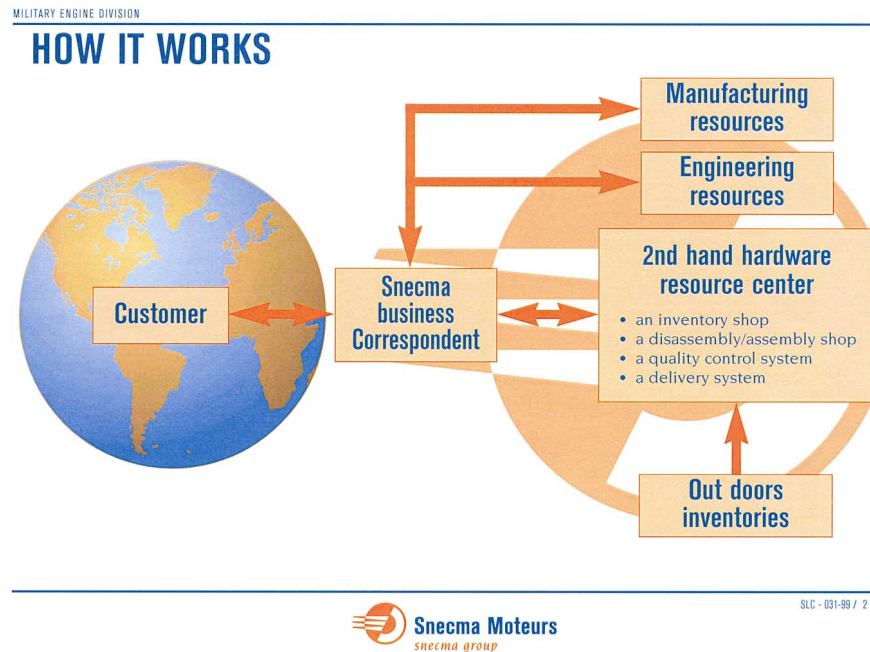 MILITARY ENGINE DIVISION
HOW IT WORKS
Manufacturing
resources
Engineering
resources
2nd hand hardware
resource center
• an inventory shop
• a disassembly/assembly shop
• a quality control system
• a delivery system
Customer
Snecma
business
Correspondent
Out doors
inventories
SLC - 031-99 / 2
Snecma Moteurs
snecma group